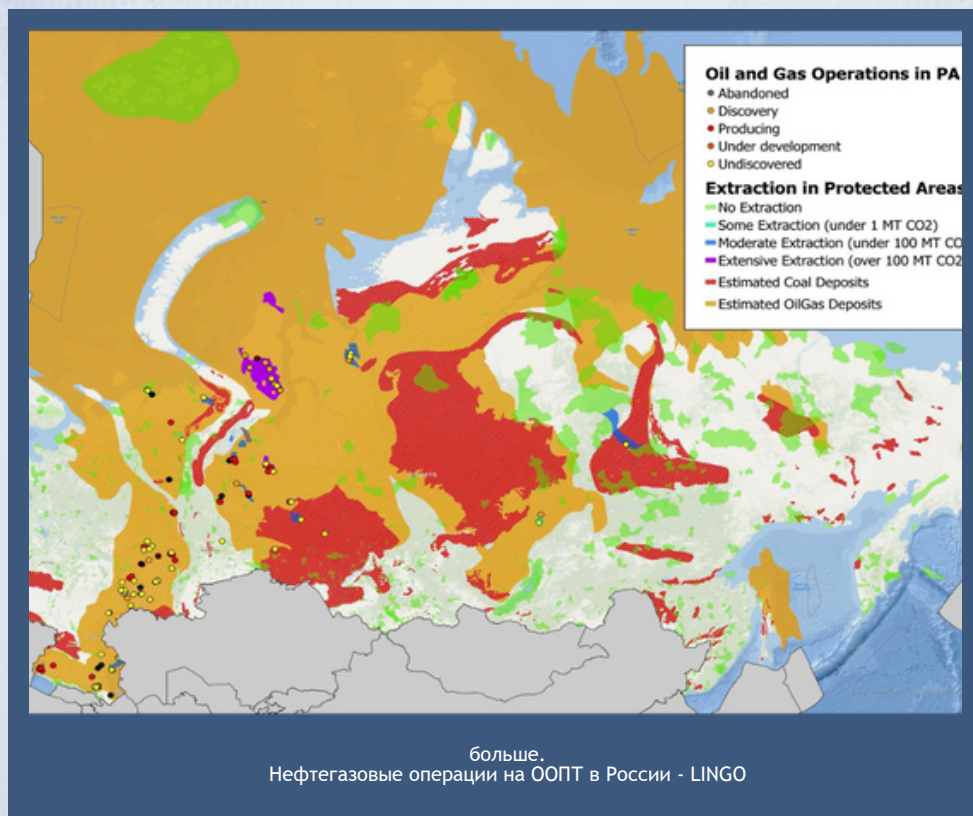 Oil and Gas Operations in PA
Abandoned
Discovery
Producing
Under development
Undiscovered
Extraction in Protected Areas
No Extraction
Some Extraction (under 1 MT CO2)
Moderate Extraction (under 100 MT CO
Extensive Extraction (over 100 MT CO2
Estimated Coal Deposits
Estimated OilGas Deposits
больше.
Нефтегазовые операции на ООПТ в России - LINGO